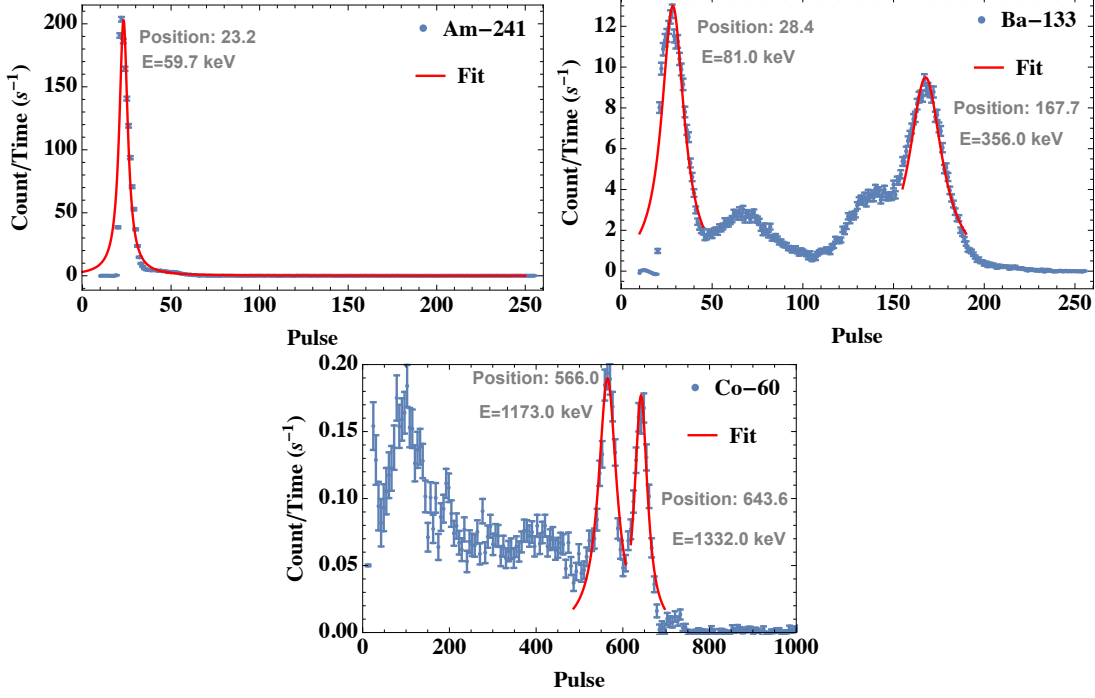 200
150
100
50
0
0 50 100 150 200 250
Count/Time (s⁻¹)
Pulse
Position: 23.2
E=59.7 keV
Am−241
Fit
12
10
8
6
4
2
0
0 50 100 150 200 250
Count/Time (s⁻¹)
Pulse
Position: 28.4
E=81.0 keV
Ba−133
Fit
Position: 167.7
E=356.0 keV
0.20
0.15
0.10
0.05
0.00
0 200 400 600 800 1000
Count/Time (s⁻¹)
Pulse
Position: 566.0
E=1173.0 keV
Co−60
Fit
Position: 643.6
E=1332.0 keV